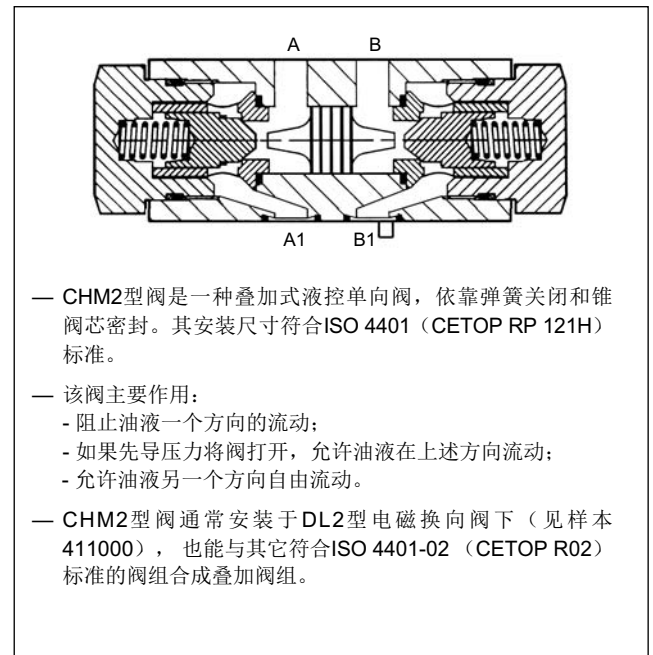 A B
A1 B1
— CHM2型阀是一种叠加式液控单向阀，依靠弹簧关闭和锥
阀芯密封。其安装尺寸符合ISO 4401（CETOP RP 121H）
标准。
— 该阀主要作用：
- 阻止油液一个方向的流动；
- 如果先导压力将阀打开，允许油液在上述方向流动；
- 允许油液另一个方向自由流动。
— CHM2型阀通常安装于DL2型电磁换向阀下（见样本
411000）， 也能与其它符合ISO 4401-02 （CETOP R02）
标准的阀组合成叠加阀组。